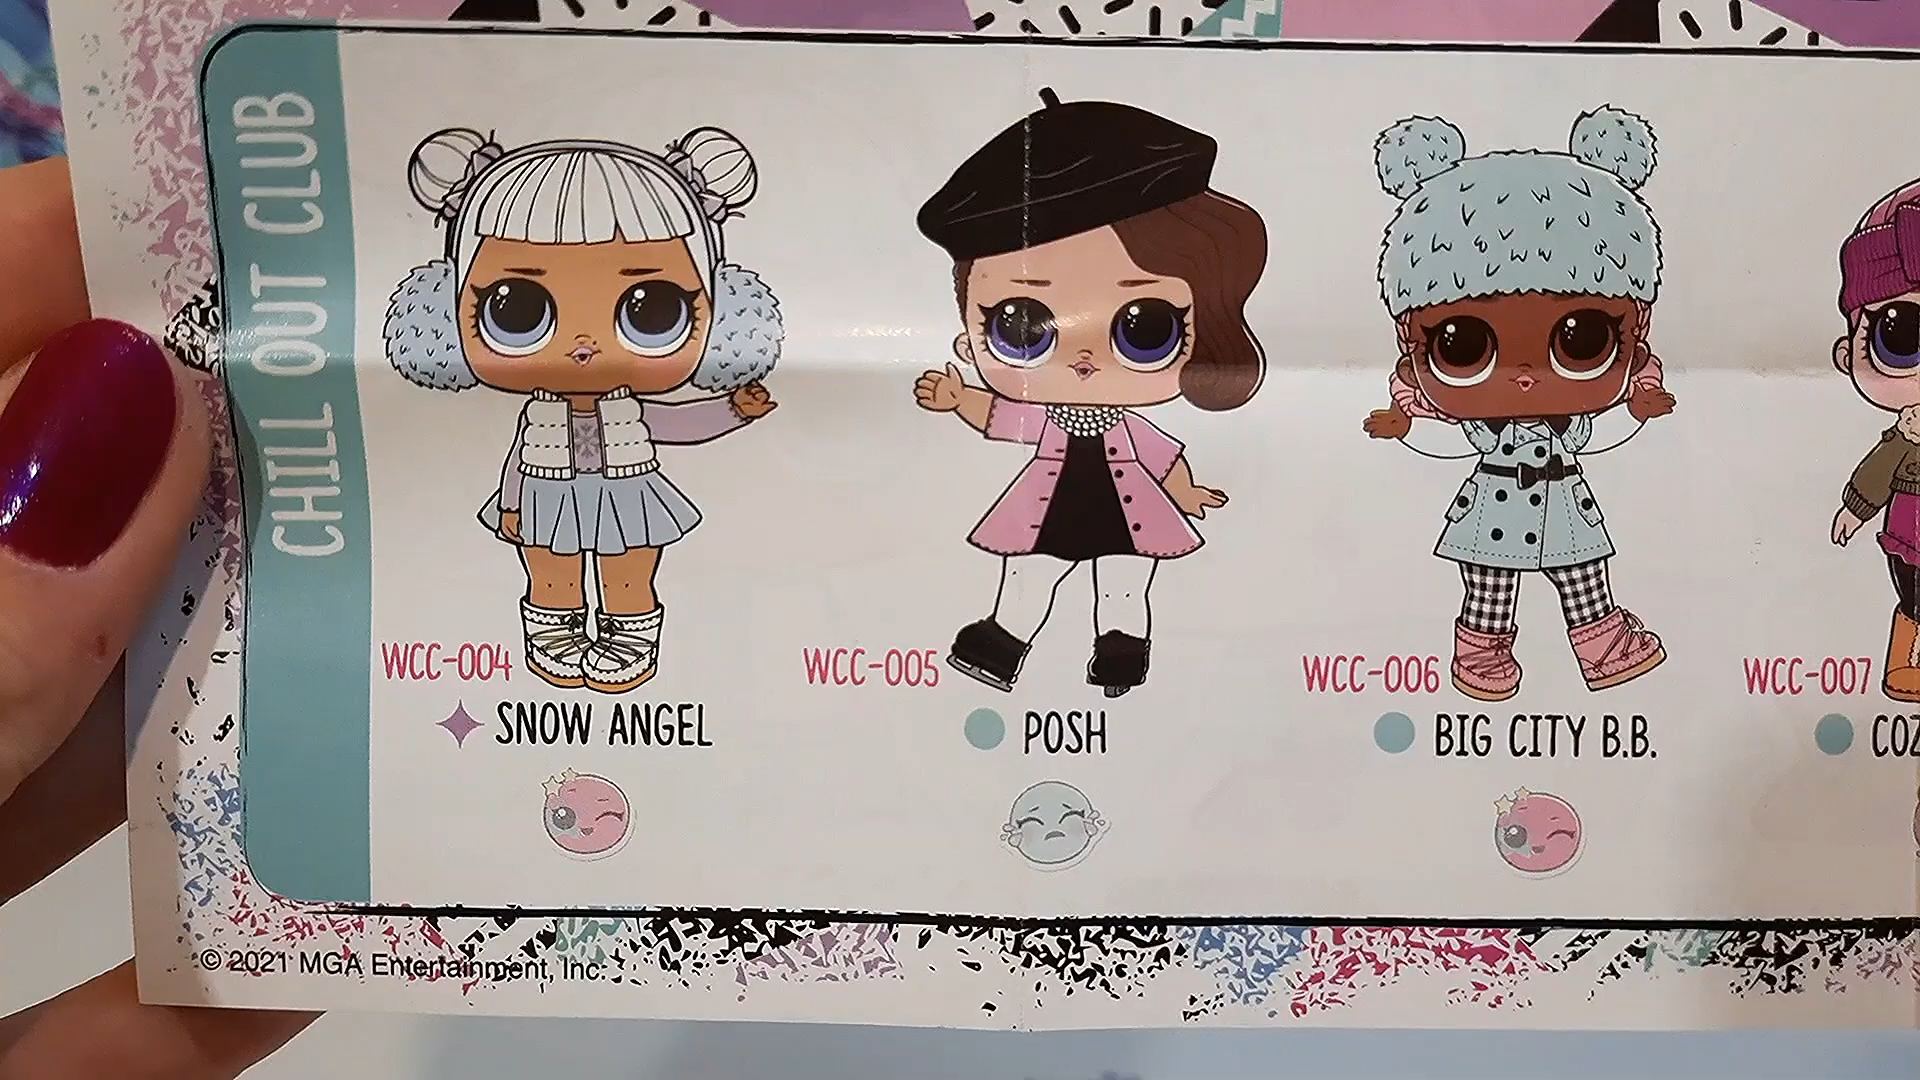 CHILL OUT CLUB
WCC-004
SNOW ANGEL
WCC-005
POSH
WCC-006
BIG CITY B.B.
WCC-007
COZ
© 2021 MGA Entertainment, Inc.